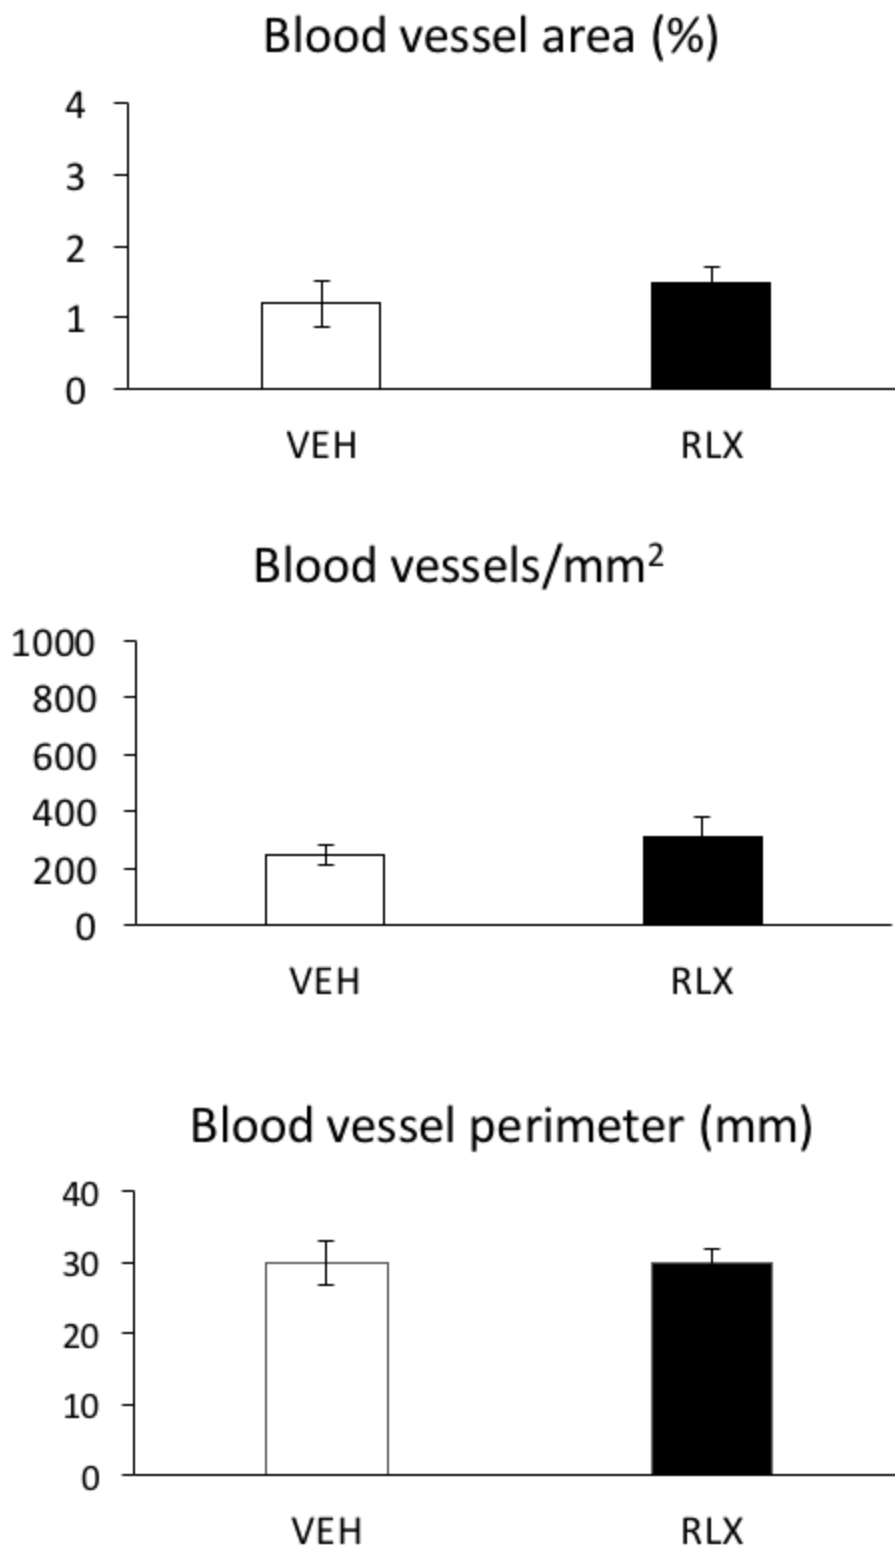 Blood vessel area (%)
4
3
2
1
0
VEH RLX
Blood vessels/mm²
1000
800
600
400
200
0
VEH RLX
Blood vessel perimeter (mm)
40
30
20
10
0
VEH RLX